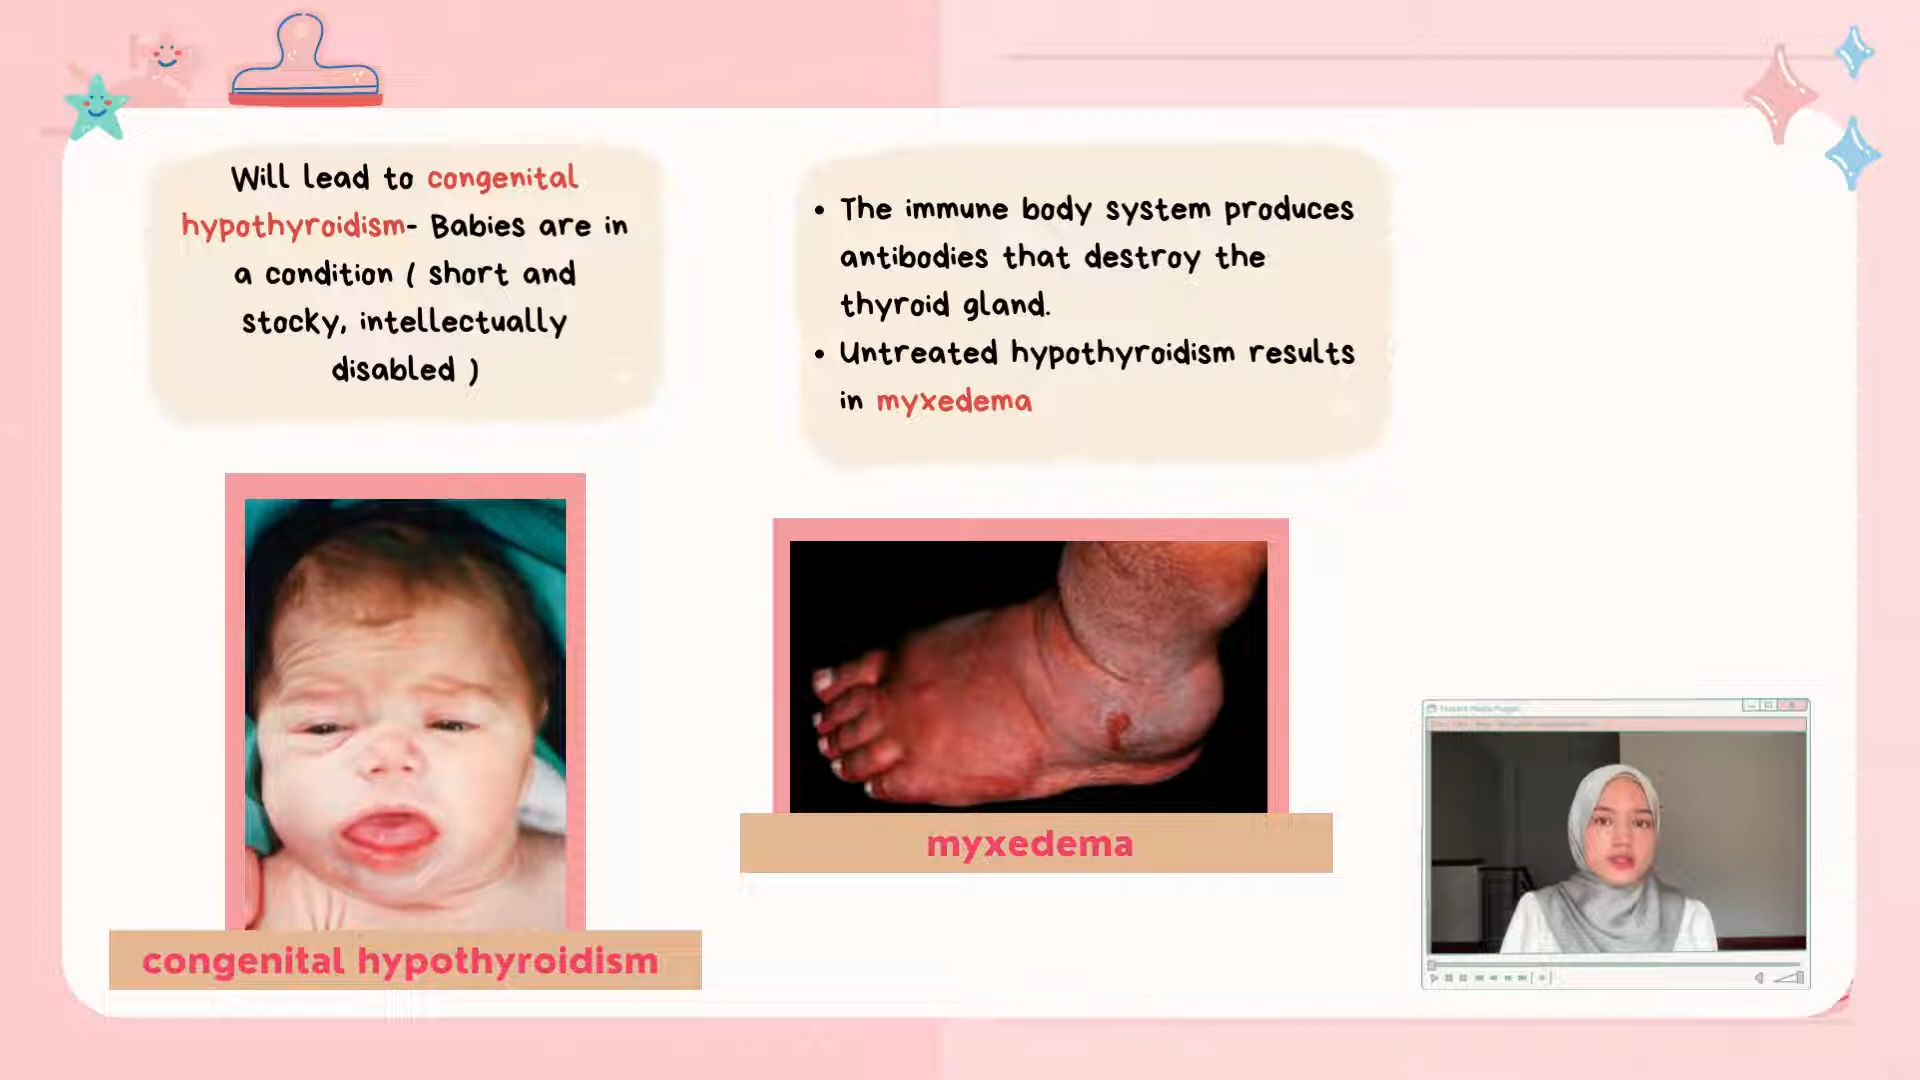 Will lead to congenital
hypothyroidism- Babies are in
a condition ( short and
stocky, intellectually
disabled )
• The immune body system produces
antibodies that destroy the
thyroid gland.
• Untreated hypothyroidism results
in myxedema
myxedema
congenital hypothyroidism